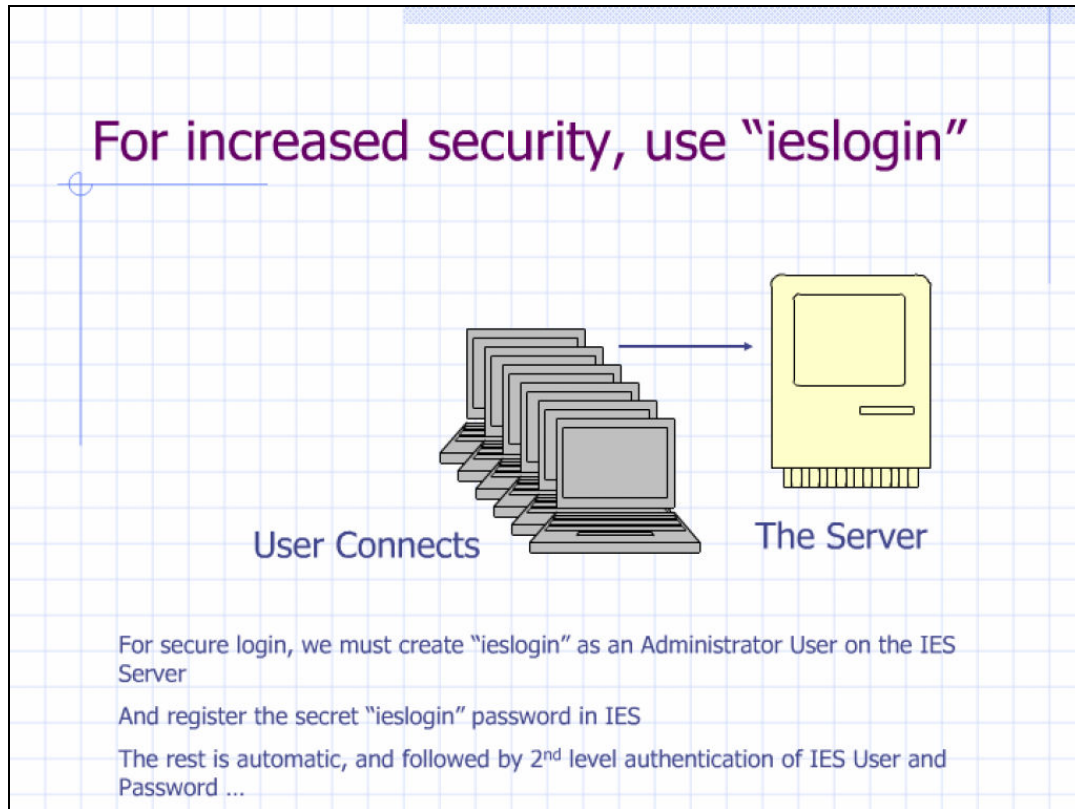 For increased security, use “ieslogin”
User Connects
The Server
For secure login, we must create “ieslogin” as an Administrator User on the IES
Server
And register the secret “ieslogin” password in IES
The rest is automatic, and followed by 2nd level authentication of IES User and
Password ...